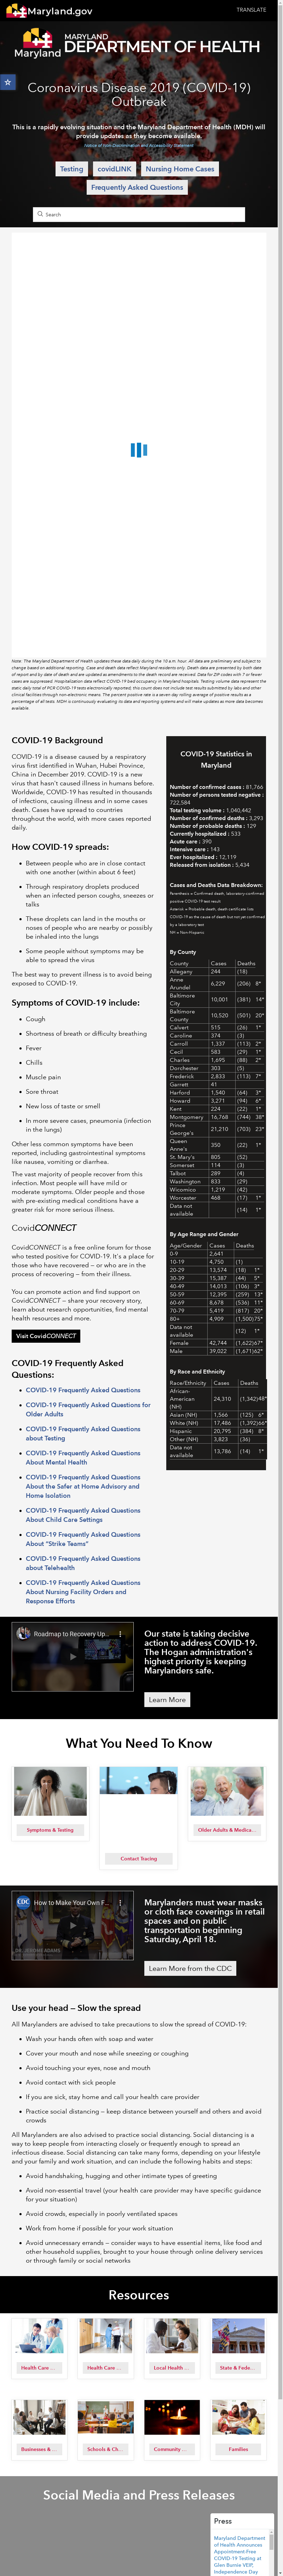 Maryland.gov
TRANSLATE
Maryland
MARYLAND
DEPARTMENT OF HEALTH
Coronavirus Disease 2019 (COVID-19)
Outbreak
This is a rapidly evolving situation and the Maryland Department of Health (MDH) will
provide updates as they become available.
Notice of Non-Discrimination and Accessibility Statement
Testing
covidLINK
Nursing Home Cases
Frequently Asked Questions
Search
Note: The Maryland Department of Health updates these data daily during the 10 a.m. hour. All data are preliminary and subject to
change based on additional reporting. Case and death data reflect Maryland residents only. Death data are presented by both date
of report and by date of death and are updated as amendments to the death record are received. Data for ZIP codes with 7 or fewer
cases are suppressed. Hospitalization data reflect COVID-19 bed occupancy in Maryland hospitals. Testing volume data represent the
static daily total of PCR COVID-19 tests electronically reported; this count does not include test results submitted by labs and other
clinical facilities through non-electronic means. The percent positive rate is a seven-day rolling average of positive results as a
percentage of all tests. MDH is continuously evaluating its data and reporting systems and will make updates as more data becomes
available.
COVID-19 Background
COVID-19 is a disease caused by a respiratory
virus first identified in Wuhan, Hubei Province,
China in December 2019. COVID-19 is a new
virus that hasn't caused illness in humans before.
Worldwide, COVID-19 has resulted in thousands
of infections, causing illness and in some cases
death. Cases have spread to countries
throughout the world, with more cases reported
daily.
How COVID-19 spreads:
• Between people who are in close contact
with one another (within about 6 feet)
• Through respiratory droplets produced
when an infected person coughs, sneezes or
talks
• These droplets can land in the mouths or
noses of people who are nearby or possibly
be inhaled into the lungs
• Some people without symptoms may be
able to spread the virus
The best way to prevent illness is to avoid being
exposed to COVID-19.
Symptoms of COVID-19 include:
• Cough
• Shortness of breath or difficulty breathing
• Fever
• Chills
• Muscle pain
• Sore throat
• New loss of taste or smell
• In more severe cases, pneumonia (infection
in the lungs)
Other less common symptoms have been
reported, including gastrointestinal symptoms
like nausea, vomiting or diarrhea.
The vast majority of people recover from this
infection. Most people will have mild or
moderate symptoms. Older people and those
with pre-existing medical conditions have a
greater risk for more serious illness.
CovidCONNECT
CovidCONNECT — is a free online forum for those
who tested positive for COVID-19. It's a place for
those who have recovered — and those who are
recovering — from their illness.
You can get resources and find support on
CovidCONNECT — from recovery registry, learn
about research opportunities, find mental health
resources and more.
Visit CovidCONNECT
COVID-19 Frequently Asked
Questions:
• COVID-19 Frequently Asked Questions
• COVID-19 Frequently Asked Questions for
Older Adults
• COVID-19 Frequently Asked Questions
about Testing
• COVID-19 Frequently Asked Questions
About Mental Health
• COVID-19 Frequently Asked Questions
About the Safer at Home Advisory and
Home Isolation
• COVID-19 Frequently Asked Questions
About Child Care Settings
• COVID-19 Frequently Asked Questions
About "Strike Teams"
• COVID-19 Frequently Asked Questions
about Telehealth
• COVID-19 Frequently Asked Questions
About Nursing Facility Orders and
Response Efforts
COVID-19 Statistics in
Maryland
Number of confirmed cases : 81,766
Number of persons tested negative :
722,584
Total testing volume : 1,040,442
Number of confirmed deaths : 3,293
Number of probable deaths : 129
Currently hospitalized : 533
Acute care : 390
Intensive care : 143
Ever hospitalized : 12,119
Released from isolation : 5,434
Cases and Deaths Data Breakdown:
Parenthesis = Confirmed death, laboratory-confirmed
positive COVID-19 test result
Asterisk = Probable death, death certificate lists
COVID-19 as the cause of death but not yet confirmed
by a laboratory test
NH = Non-Hispanic
By County
County Cases Deaths
Allegany 244 (18)
Anne Arundel 6,229 (206) 8*
Baltimore City 10,001 (381) 14*
Baltimore County 10,520 (501) 20*
Calvert 515 (26) 1*
Caroline 374 (3)
Carroll 1,337 (113) 2*
Cecil 583 (29) 1*
Charles 1,695 (88) 2*
Dorchester 303 (5)
Frederick 2,833 (113) 7*
Garrett 41
Harford 1,540 (64) 3*
Howard 3,271 (94) 6*
Kent 224 (22) 1*
Montgomery 16,768 (744) 38*
Prince George's 21,210 (703) 23*
Queen Anne's 350 (22) 1*
St. Mary's 805 (52)
Somerset 114 (3)
Talbot 289 (4)
Washington 833 (29)
Wicomico 1,219 (42)
Worcester 468 (17) 1*
Data not available (14) 1*
By Age Range and Gender
Age/Gender Cases Deaths
0-9 2,641
10-19 4,750 (1)
20-29 13,574 (18) 1*
30-39 15,387 (44) 5*
40-49 14,013 (106) 3*
50-59 12,395 (259) 13*
60-69 8,678 (536) 11*
70-79 5,419 (817) 20*
80+ 4,909 (1,500) 75*
Data not available (12) 1*
Female 42,744 (1,622) 67*
Male 39,022 (1,671) 62*
By Race and Ethnicity
Race/Ethnicity Cases Deaths
African-American (NH) 24,310 (1,342) 48*
Asian (NH) 1,566 (125) 6*
White (NH) 17,486 (1,392) 66*
Hispanic 20,795 (384) 8*
Other (NH) 3,823 (36)
Data not available 13,786 (14) 1*
Roadmap to Recovery Up...
Our state is taking decisive
action to address COVID-19.
The Hogan administration's
highest priority is keeping
Marylanders safe.
Learn More
What You Need To Know
Symptoms & Testing
Contact Tracing
Older Adults & Medica...
CDC
How to Make Your Own F...
DR. JEROME ADAMS
Marylanders must wear masks
or cloth face coverings in retail
spaces and on public
transportation beginning
Saturday, April 18.
Learn More from the CDC
Use your head — Slow the spread
All Marylanders are advised to take precautions to slow the spread of COVID-19:
• Wash your hands often with soap and water
• Cover your mouth and nose while sneezing or coughing
• Avoid touching your eyes, nose and mouth
• Avoid contact with sick people
• If you are sick, stay home and call your health care provider
• Practice social distancing — keep distance between yourself and others and avoid
crowds
All Marylanders are also advised to practice social distancing. Social distancing is a
way to keep people from interacting closely or frequently enough to spread an
infectious disease. Social distancing can take many forms, depending on your lifestyle
and your family and work situation, and can include the following habits and steps:
• Avoid handshaking, hugging and other intimate types of greeting
• Avoid non-essential travel (your health care provider may have specific guidance
for your situation)
• Avoid crowds, especially in poorly ventilated spaces
• Work from home if possible for your work situation
• Avoid unnecessary errands — consider ways to have essential items, like food and
other household supplies, brought to your house through online delivery services
or through family or social networks
Resources
Health Care ...
Health Care ...
Local Health ...
State & Fede...
Businesses & ...
Schools & Chi...
Community ...
Families
Social Media and Press Releases
Press
Maryland Department
of Health Announces
Appointment-Free
COVID-19 Testing at
Glen Burnie VEIP,
Independence Day